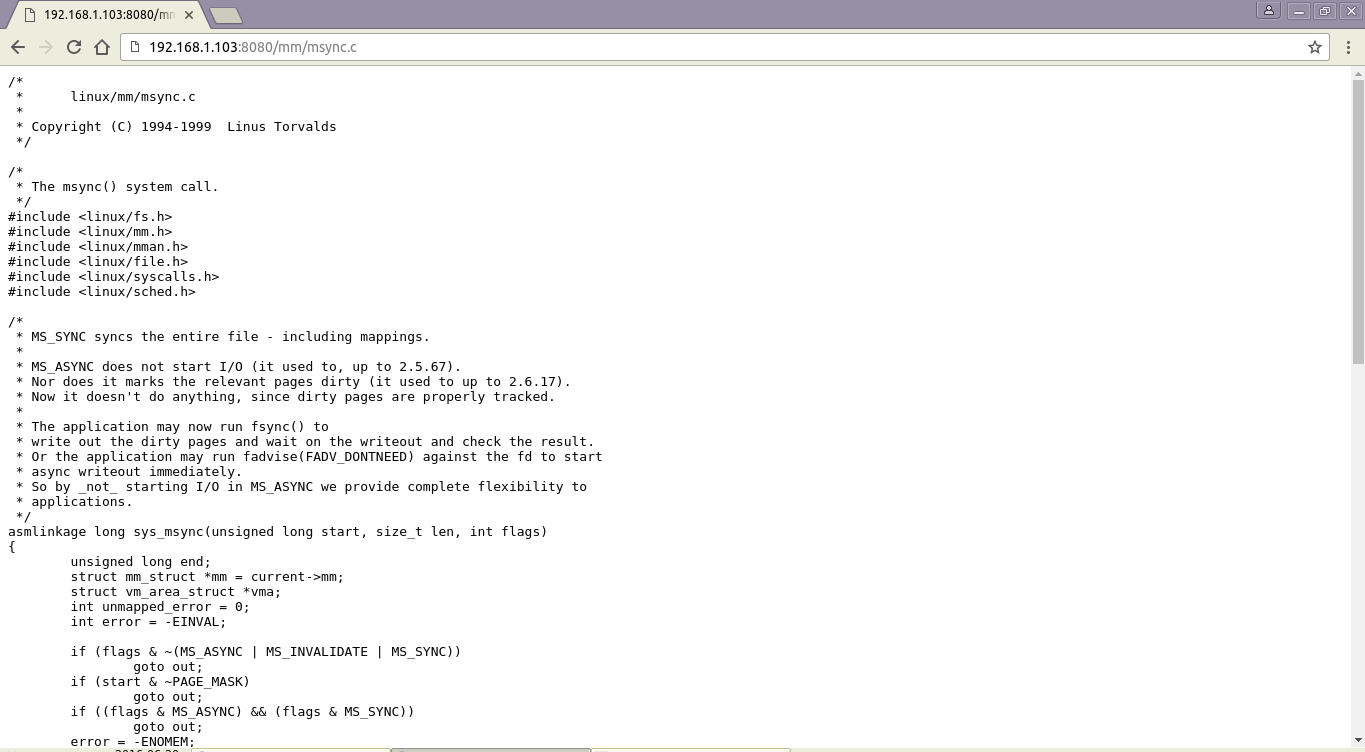 192.168.1.103:8080/mm
192.168.1.103:8080/mm/msync.c
/*
 *      linux/mm/msync.c
 *
 * Copyright (C) 1994-1999  Linus Torvalds
 */

/*
 * The msync() system call.
 */
#include <linux/fs.h>
#include <linux/mm.h>
#include <linux/mman.h>
#include <linux/file.h>
#include <linux/syscalls.h>
#include <linux/sched.h>

/*
 * MS_SYNC syncs the entire file - including mappings.
 *
 * MS_ASYNC does not start I/O (it used to, up to 2.5.67).
 * Nor does it marks the relevant pages dirty (it used to up to 2.6.17).
 * Now it doesn't do anything, since dirty pages are properly tracked.
 *
 * The application may now run fsync() to
 * write out the dirty pages and wait on the writeout and check the result.
 * Or the application may run fadvise(FADV_DONTNEED) against the fd to start
 * async writeout immediately.
 * So by _not_ starting I/O in MS_ASYNC we provide complete flexibility to
 * applications.
 */
asmlinkage long sys_msync(unsigned long start, size_t len, int flags)
{
        unsigned long end;
        struct mm_struct *mm = current->mm;
        struct vm_area_struct *vma;
        int unmapped_error = 0;
        int error = -EINVAL;

        if (flags & ~(MS_ASYNC | MS_INVALIDATE | MS_SYNC))
                goto out;
        if (start & ~PAGE_MASK)
                goto out;
        if ((flags & MS_ASYNC) && (flags & MS_SYNC))
                goto out;
        error = -ENOMEM;